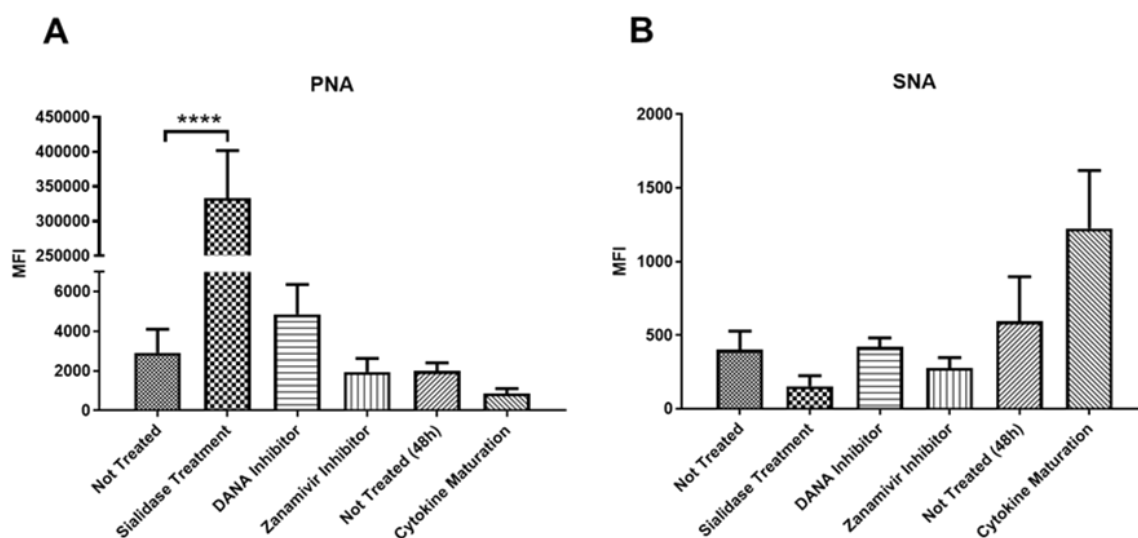 A
PNA
****
450000
400000
350000
300000
250000
6000
4000
2000
0
MFI
Not Treated
Sialidase Treatment
DANA Inhibitor
Zanamivir Inhibitor
Not Treated (48h)
Cytokine Maturation
B
SNA
2000
1500
1000
500
0
MFI
Not Treated
Sialidase Treatment
DANA Inhibitor
Zanamivir Inhibitor
Not Treated (48h)
Cytokine Maturation